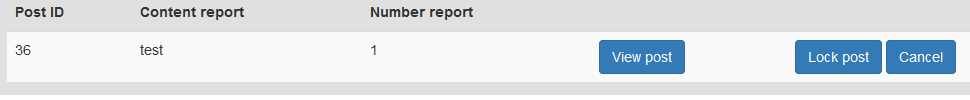 Post ID Content report Number report
36 test 1 View post Lock post Cancel